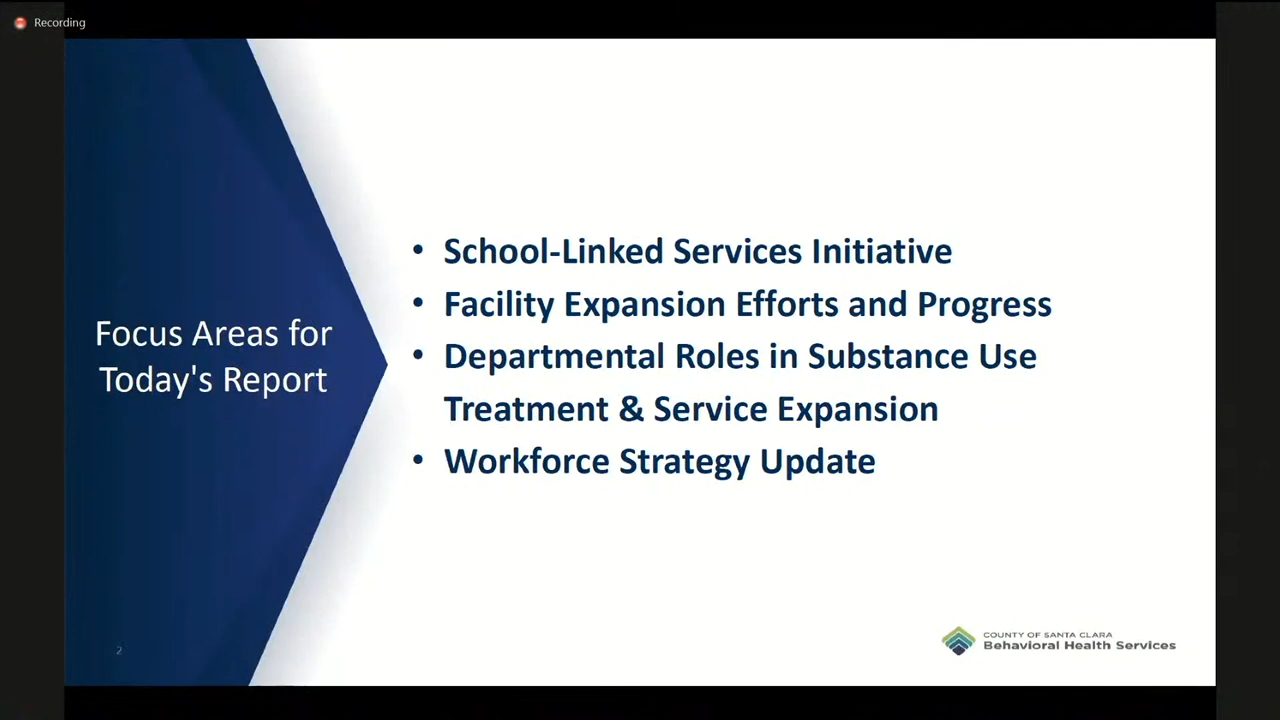 Recording
Focus Areas for
Today's Report
• School-Linked Services Initiative
• Facility Expansion Efforts and Progress
• Departmental Roles in Substance Use
Treatment & Service Expansion
• Workforce Strategy Update
2
COUNTY OF SANTA CLARA
Behavioral Health Services